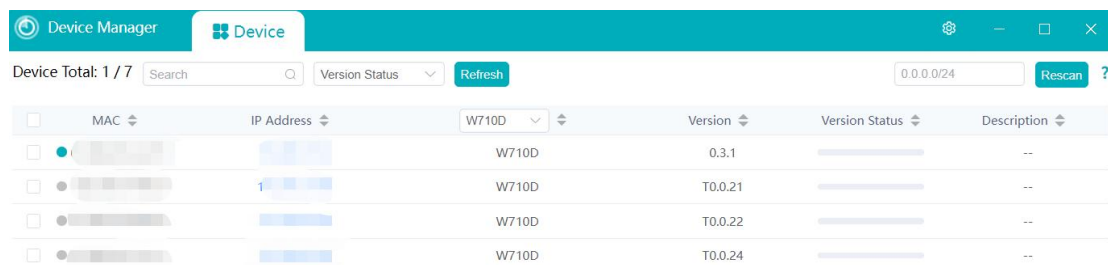 Device Manager Device
Device Total: 1 / 7 Search Version Status Refresh 0.0.0.0/24 Rescan ?
MAC IP Address W710D Version Version Status Description
W710D 0.3.1 --
1 W710D T0.0.21 --
W710D T0.0.22 --
W710D T0.0.24 --